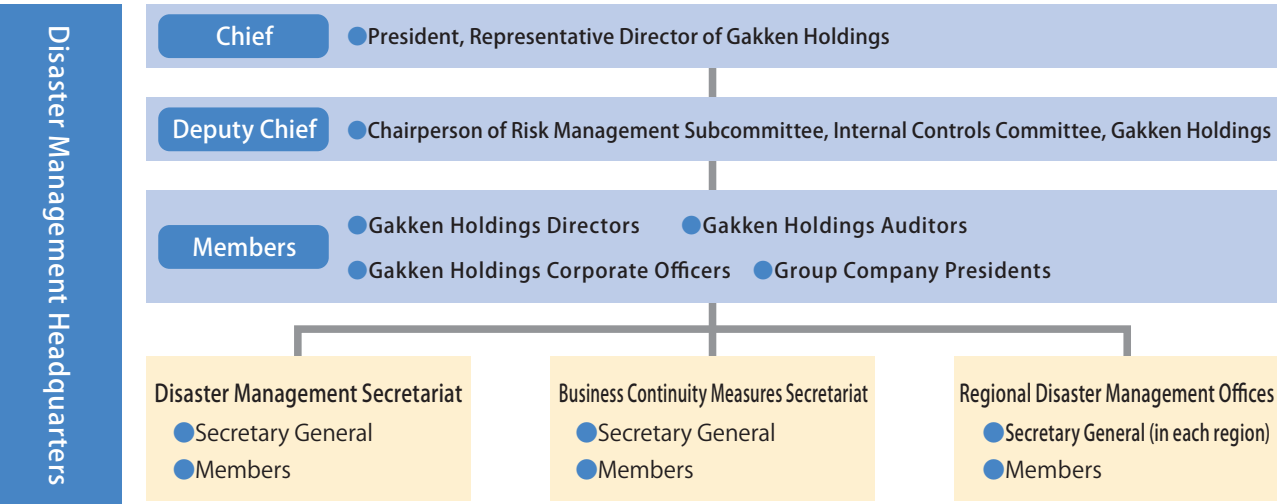 Disaster Management Headquarters
Chief
●President, Representative Director of Gakken Holdings
Deputy Chief
●Chairperson of Risk Management Subcommittee, Internal Controls Committee, Gakken Holdings
Members
●Gakken Holdings Directors ●Gakken Holdings Auditors
●Gakken Holdings Corporate Officers ●Group Company Presidents
Disaster Management Secretariat
●Secretary General
●Members
Business Continuity Measures Secretariat
●Secretary General
●Members
Regional Disaster Management Offices
●Secretary General (in each region)
●Members